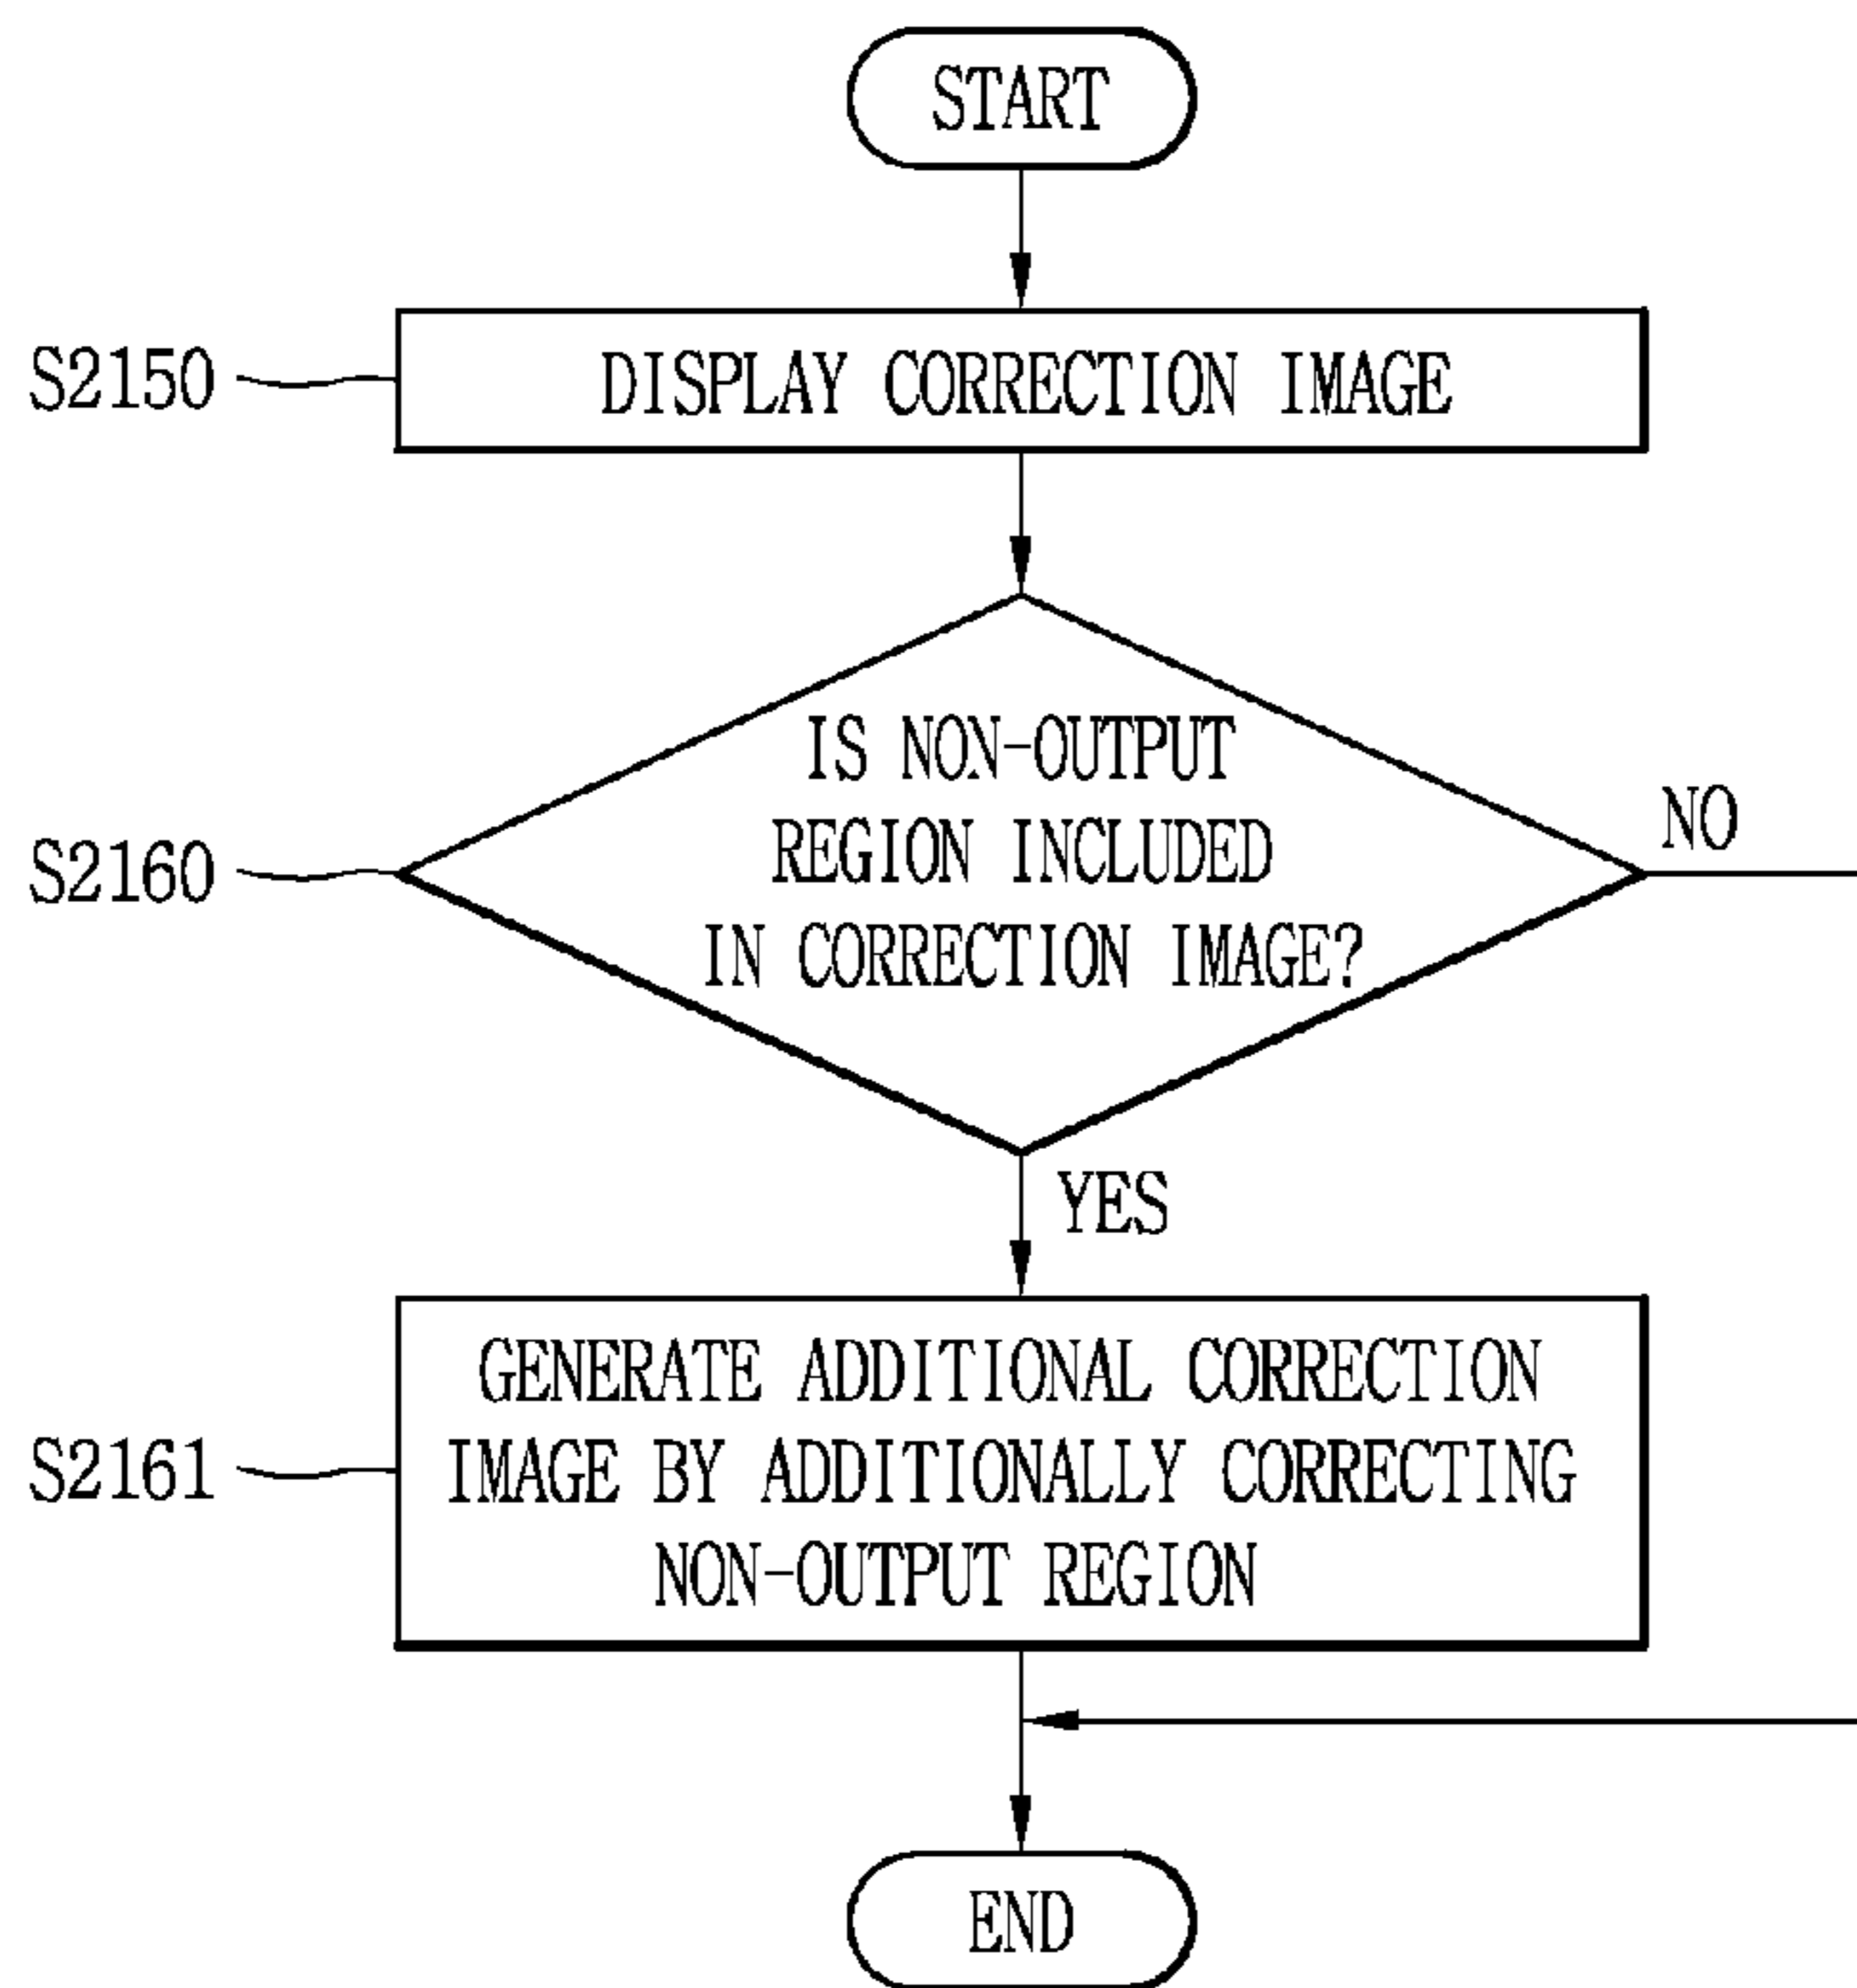 START
S2150
DISPLAY CORRECTION IMAGE
S2160
IS NON-OUTPUT
REGION INCLUDED
IN CORRECTION IMAGE?
NO
YES
S2161
GENERATE ADDITIONAL CORRECTION
IMAGE BY ADDITIONALLY CORRECTING
NON-OUTPUT REGION
END